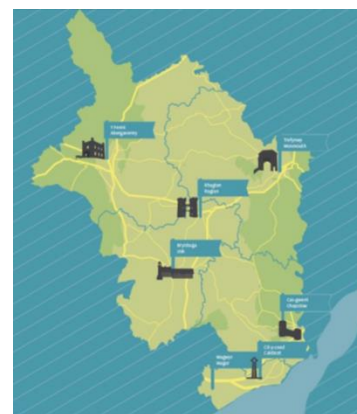 Y Fenni
Abergavenny
Trefynwy
Monmouth
Rhaglan
Raglan
Brynbuga
Usk
Cas-gwent
Chepstow
Cil-y-coed
Caldicot
Magwyr
Magor